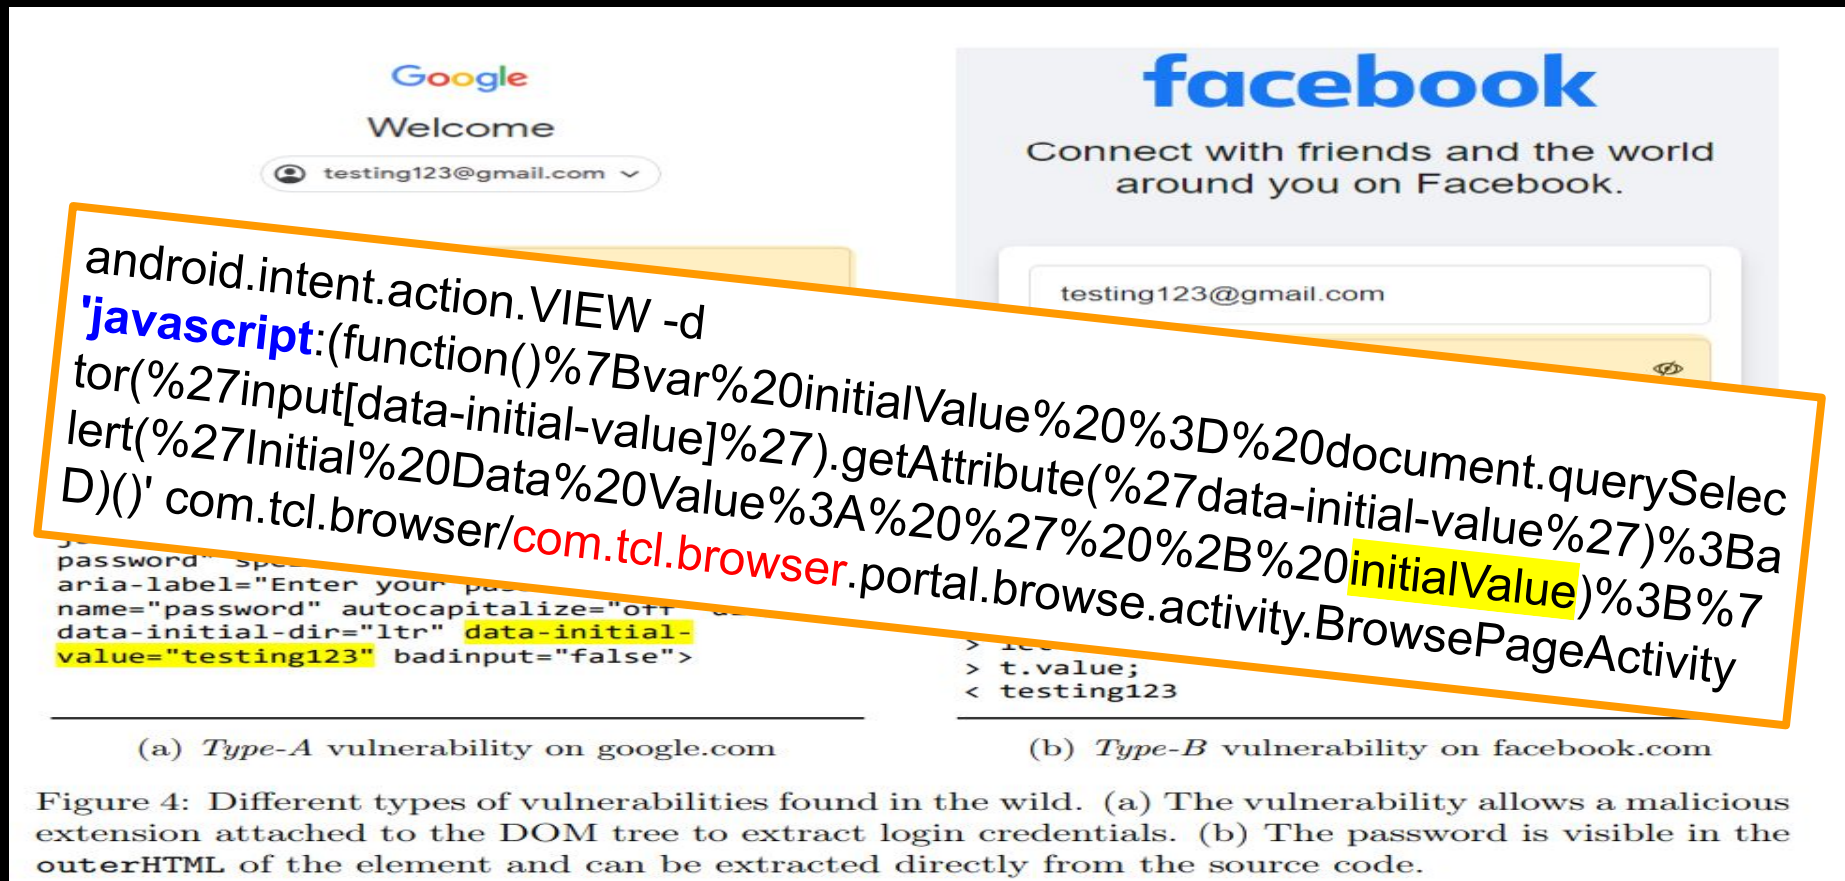 Google
Welcome
testing123@gmail.com
facebook
Connect with friends and the world
around you on Facebook.
testing123@gmail.com
android.intent.action.VIEW -d
'javascript:(function()%7Bvar%20initialValue%20%3D%20document.querySelec
tor(%27input[data-initial-value]%27).getAttribute(%27data-initial-value%27)%3Ba
lert(%27Initial%20Data%20Value%3A%20%27%20%2B%20initialValue)%3B%7
D)()' com.tcl.browser/com.tcl.browser.portal.browse.activity.BrowsePageActivity
password"
aria-label="Enter your
name="password" autocapitalize="off"
data-initial-dir="ltr" data-initial-
value="testing123" badinput="false">
> t.value;
< testing123
(a) Type-A vulnerability on google.com
(b) Type-B vulnerability on facebook.com
Figure 4: Different types of vulnerabilities found in the wild. (a) The vulnerability allows a malicious
extension attached to the DOM tree to extract login credentials. (b) The password is visible in the
outerHTML of the element and can be extracted directly from the source code.